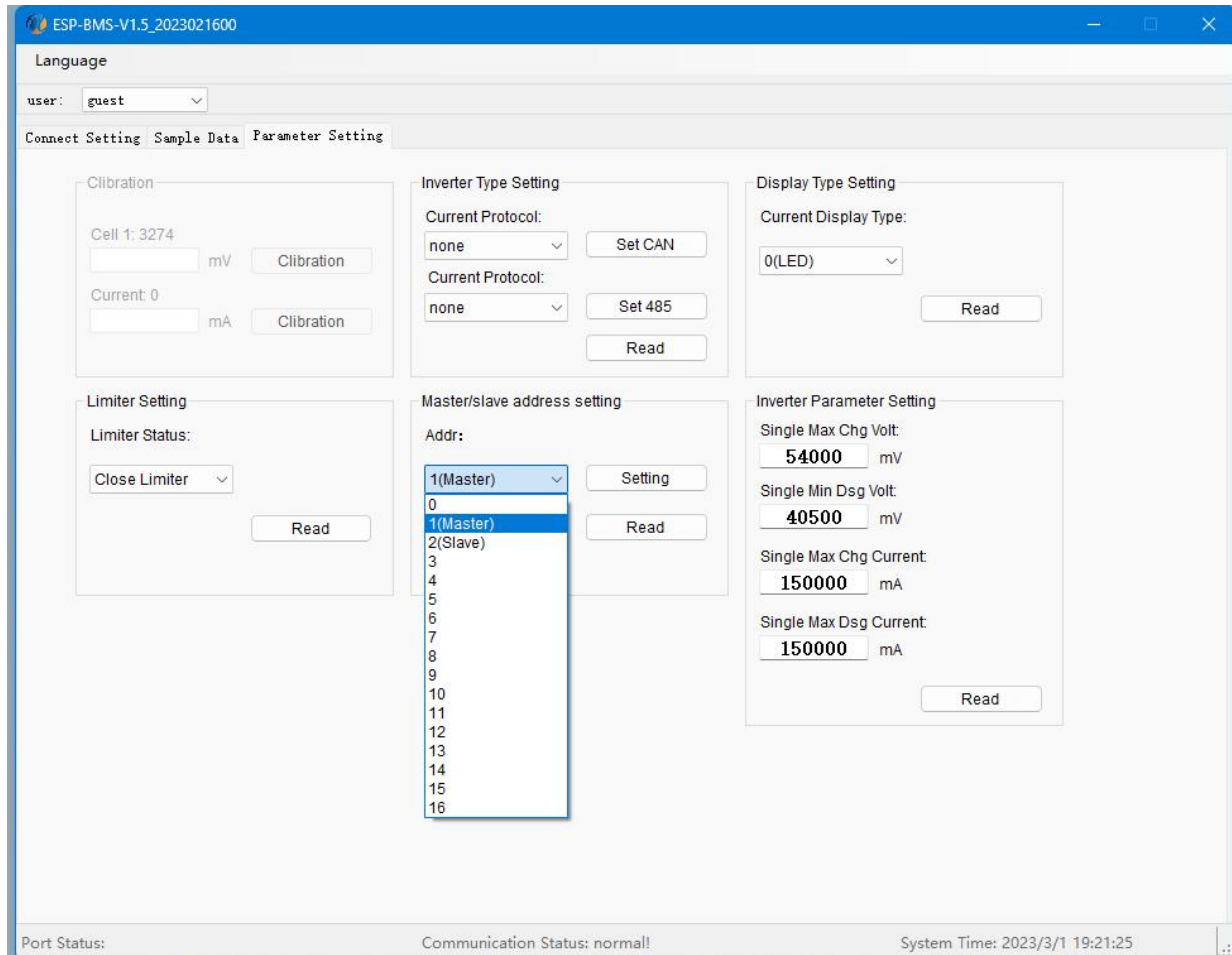 ESP-BMS-V1.5_2023021600
Language
user: guest
Connect Setting Sample Data Parameter Setting
Clibration
Cell 1: 3274
mV Clibration
Current: 0
mA Clibration
Inverter Type Setting
Current Protocol:
none Set CAN
Current Protocol:
none Set 485
Read
Display Type Setting
Current Display Type:
0(LED)
Read
Limiter Setting
Limiter Status:
Close Limiter
Read
Master/slave address setting
Addr:
1(Master) Setting
Read
0
1(Master)
2(Slave)
3
4
5
6
7
8
9
10
11
12
13
14
15
16
Inverter Parameter Setting
Single Max Chg Volt:
54000 mV
Single Min Dsg Volt:
40500 mV
Single Max Chg Current:
150000 mA
Single Max Dsg Current:
150000 mA
Read
Port Status: Communication Status: normal! System Time: 2023/3/1 19:21:25